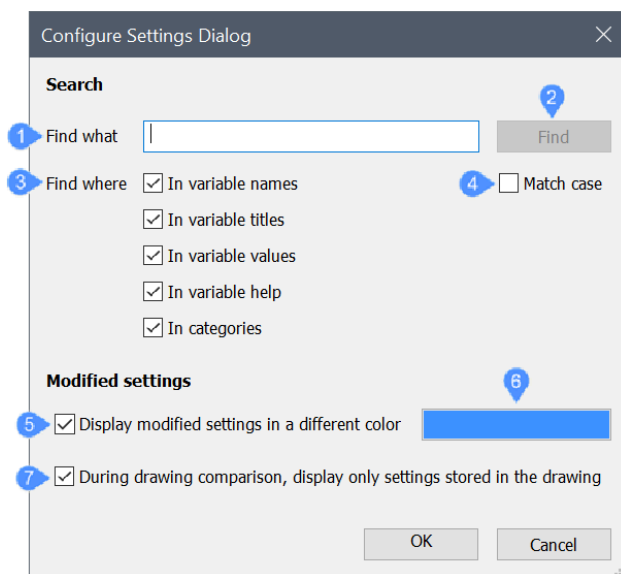 Configure Settings Dialog
Search
2
1 Find what Find
3 Find where In variable names 4 Match case
In variable titles
In variable values
In variable help
In categories
Modified settings
6
5 Display modified settings in a different color
7 During drawing comparison, display only settings stored in the drawing
OK Cancel